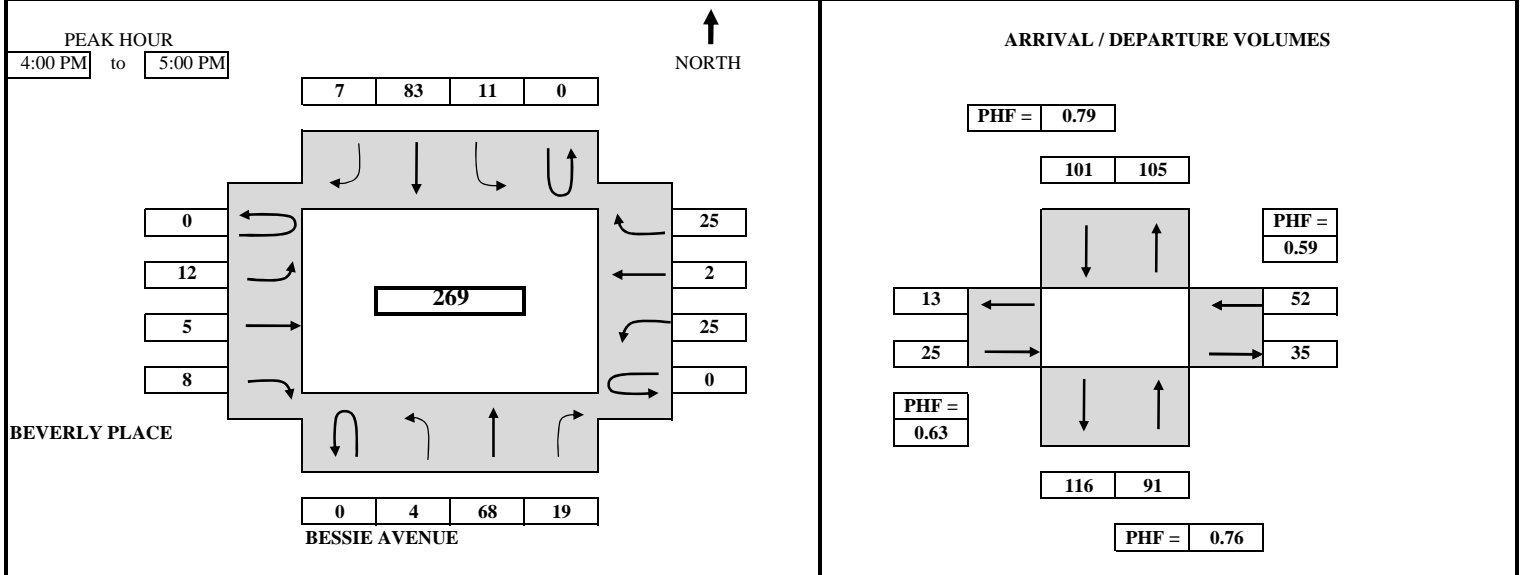 PEAK HOUR
4:00 PM to 5:00 PM
NORTH
7 83 11 0
0
12
5
8
269
25
2
25
0
BEVERLY PLACE
0 4 68 19
BESSIE AVENUE
ARRIVAL / DEPARTURE VOLUMES
PHF = 0.79
101 105
PHF =
0.59
13
25
52
35
PHF =
0.63
116 91
PHF = 0.76